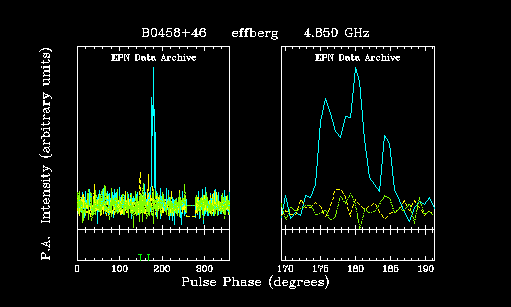 B0458+46 effberg 4.850 GHz
EPN Data Archive EPN Data Archive
P.A. Intensity (arbitrary units)
0 100 200 300 170 175 180 185 190
Pulse Phase (degrees)